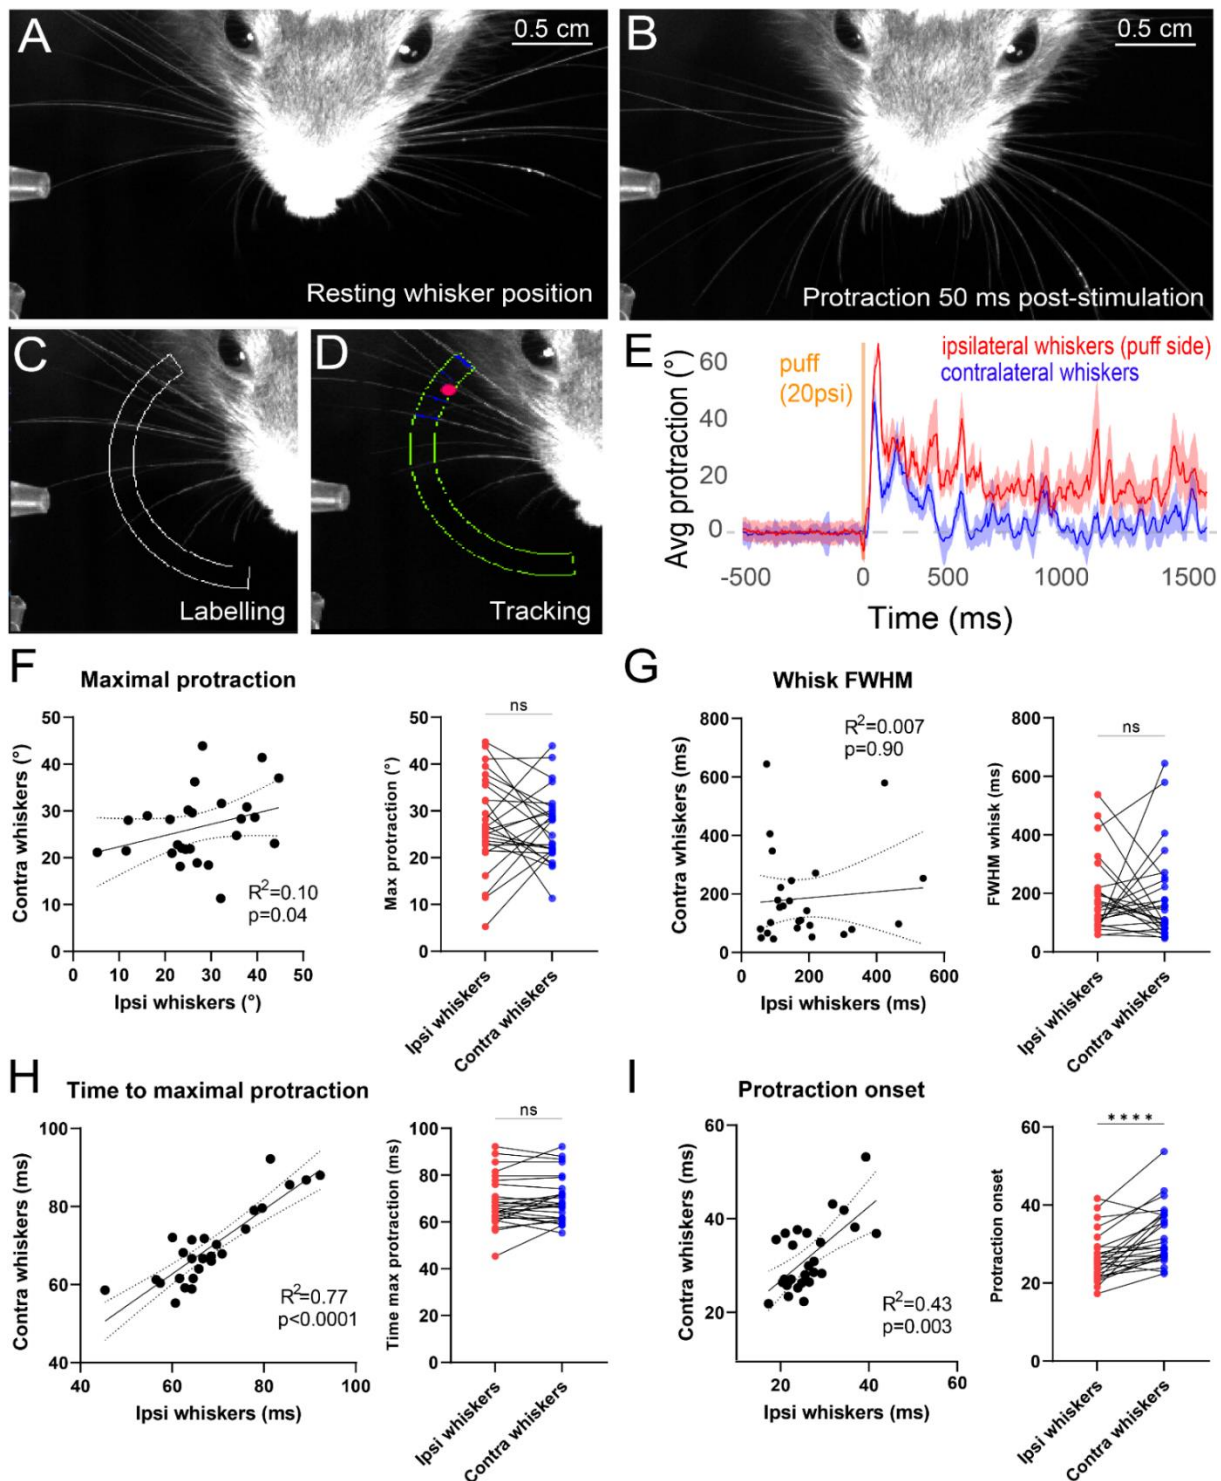 A
0.5 cm
Resting whisker position
B
0.5 cm
Protraction 50 ms post-stimulation
C
Labelling
D
Tracking
E
ipsilateral whiskers (puff side)
contralateral whiskers
puff
(20psi)
Avg protraction (°)
60
40
20
0
-500 0 500 1000 1500
Time (ms)
F
Maximal protraction
Contra whiskers (°)
50
40
30
20
10
0
R²=0.10
p=0.04
0 10 20 30 40 50
Ipsi whiskers (°)
ns
Max protraction (°)
50
40
30
20
10
0
Ipsi whiskers
Contra whiskers
G
Whisk FWHM
Contra whiskers (ms)
800
600
400
200
0
R²=0.007
p=0.90
0 200 400 600
Ipsi whiskers (ms)
ns
FWHM whisk (ms)
800
600
400
200
0
Ipsi whiskers
Contra whiskers
H
Time to maximal protraction
Contra whiskers (ms)
100
80
60
40
R²=0.77
p<0.0001
40 60 80 100
Ipsi whiskers (ms)
ns
Time max protraction (ms)
100
80
60
40
20
0
Ipsi whiskers
Contra whiskers
I
Protraction onset
Contra whiskers (ms)
60
40
20
R²=0.43
p=0.003
20 40 60
Ipsi whiskers (ms)
****
Protraction onset
60
40
20
0
Ipsi whiskers
Contra whiskers